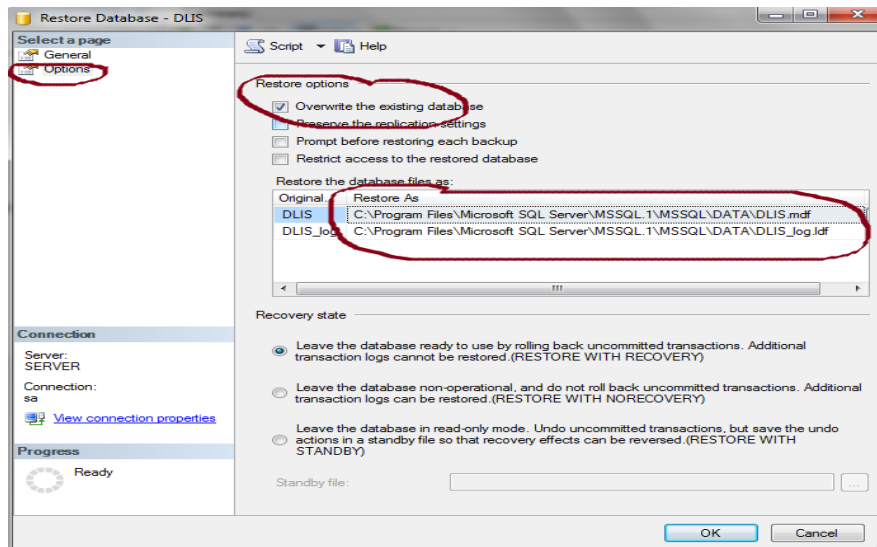 Restore Database - DLIS
Select a page
General
Options
Script
Help
Restore options
Overwrite the existing database
Preserve the replication settings
Prompt before restoring each backup
Restrict access to the restored database
Restore the database files as:
Original... Restore As
DLIS C:\Program Files\Microsoft SQL Server\MSSQL.1\MSSQL\DATA\DLIS.mdf
DLIS_log C:\Program Files\Microsoft SQL Server\MSSQL.1\MSSQL\DATA\DLIS_log.ldf
Recovery state
Leave the database ready to use by rolling back uncommitted transactions. Additional
transaction logs cannot be restored.(RESTORE WITH RECOVERY)
Leave the database non-operational, and do not roll back uncommitted transactions. Additional
transaction logs can be restored.(RESTORE WITH NORECOVERY)
Leave the database in read-only mode. Undo uncommitted transactions, but save the undo
actions in a standby file so that recovery effects can be reversed.(RESTORE WITH
STANDBY)
Standby file:
...
Connection
Server:
SERVER
Connection:
sa
View connection properties
Progress
Ready
OK
Cancel